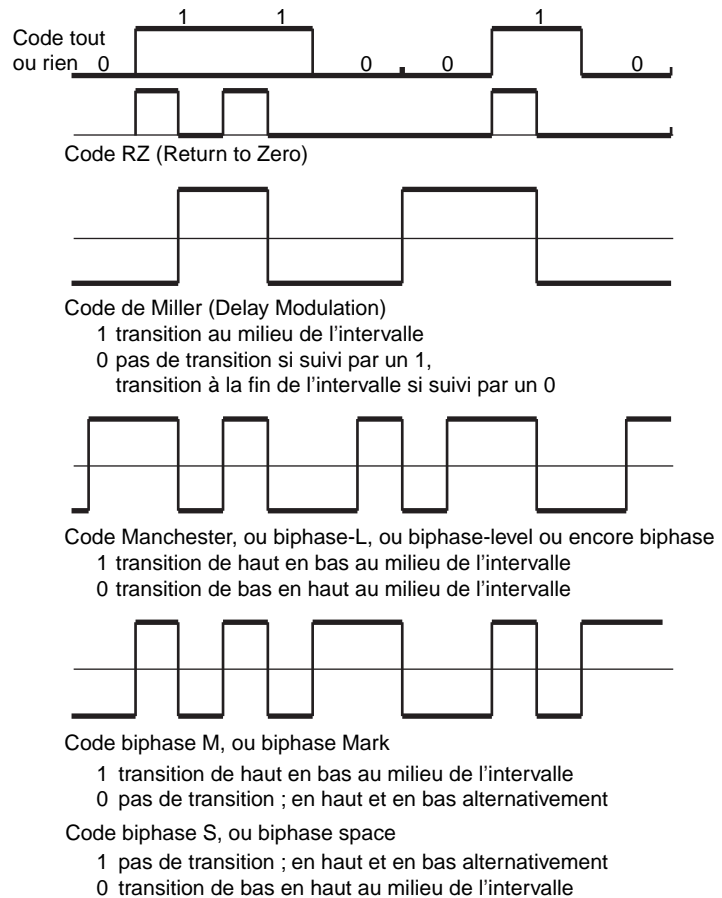 1 1 1
Code tout
ou rien 0 0 0 0
Code RZ (Return to Zero)
Code de Miller (Delay Modulation)
1 transition au milieu de l'intervalle
0 pas de transition si suivi par un 1,
transition à la fin de l'intervalle si suivi par un 0
Code Manchester, ou biphase-L, ou biphase-level ou encore biphase
1 transition de haut en bas au milieu de l'intervalle
0 transition de bas en haut au milieu de l'intervalle
Code biphase M, ou biphase Mark
1 transition de haut en bas au milieu de l'intervalle
0 pas de transition ; en haut et en bas alternativement
Code biphase S, ou biphase space
1 pas de transition ; en haut et en bas alternativement
0 transition de bas en haut au milieu de l'intervalle